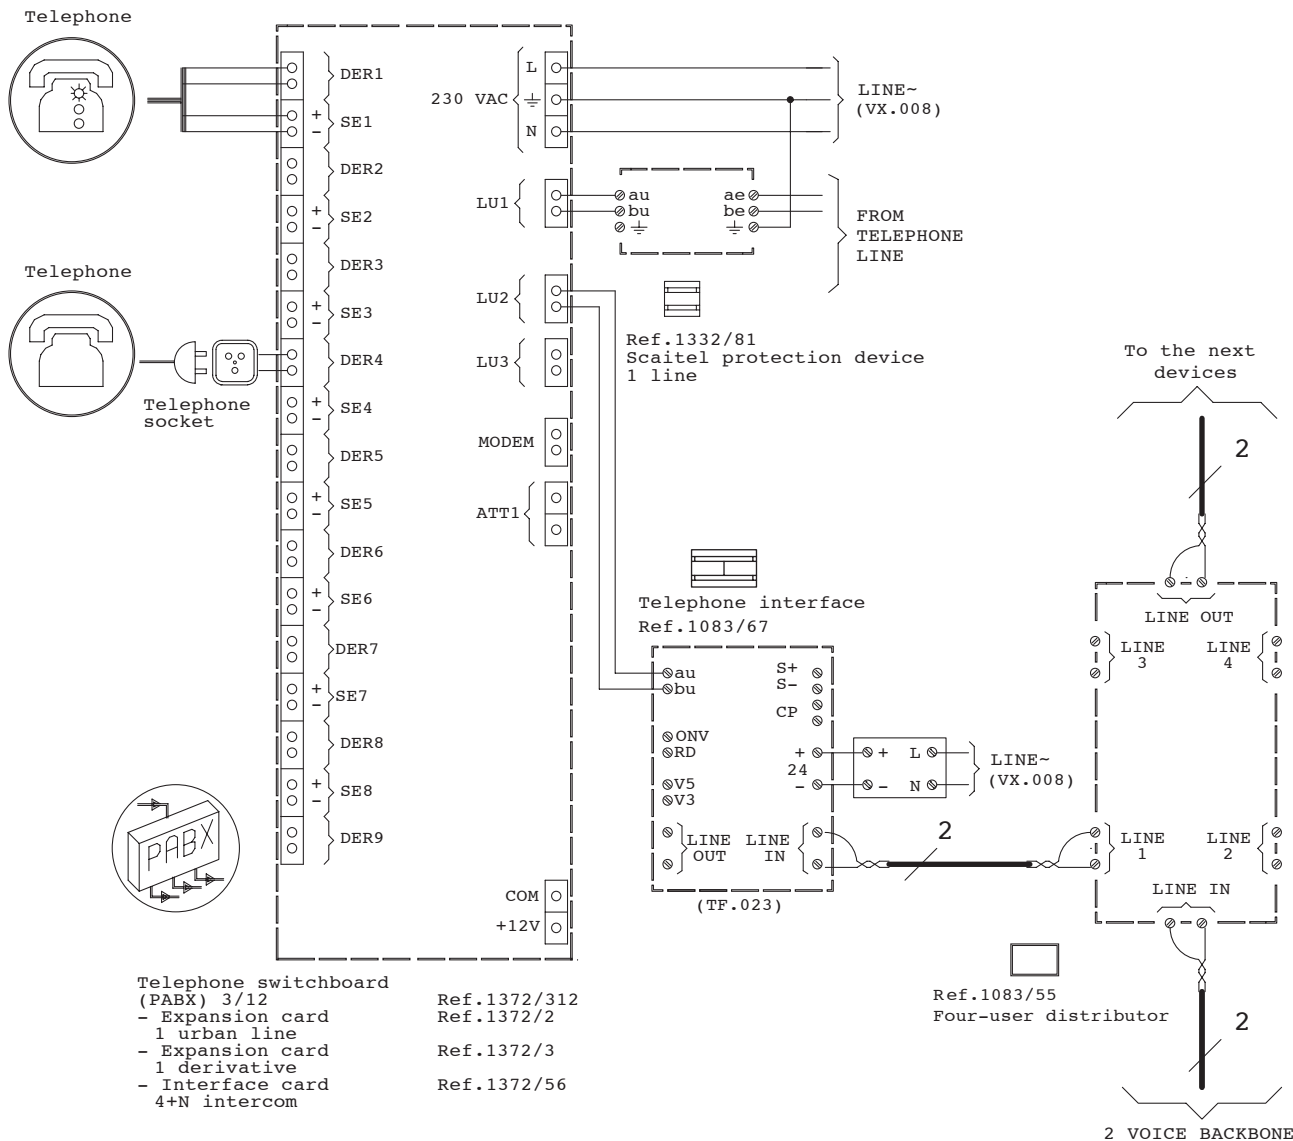 Telephone
DER1
+
SE1
-
DER2
+
SE2
-
DER3
Telephone
+
SE3
-
DER4
Telephone
socket
+
SE4
-
DER5
+
SE5
-
DER6
+
SE6
-
DER7
+
SE7
-
DER8
+
SE8
-
DER9
PABX
230 VAC
L
N
LINE~
(VX.008)
LU1
au
bu
ae
be
FROM
TELEPHONE
LINE
LU2
LU3
MODEM
ATT1
COM
+12V
Ref.1332/81
Scaitel protection device
1 line
Telephone interface
Ref.1083/67
au
bu
S+
S-
CP
ONV
RD
+
24
-
V5
V3
LINE
OUT
LINE
IN
(TF.023)
+ L
- N
LINE~
(VX.008)
2
To the next
devices
2
LINE OUT
LINE
3
LINE
4
LINE
1
LINE
2
LINE IN
Ref.1083/55
Four-user distributor
2
2 VOICE BACKBONE
Telephone switchboard
(PABX) 3/12 Ref.1372/312
- Expansion card Ref.1372/2
1 urban line
- Expansion card Ref.1372/3
1 derivative
- Interface card Ref.1372/56
4+N intercom